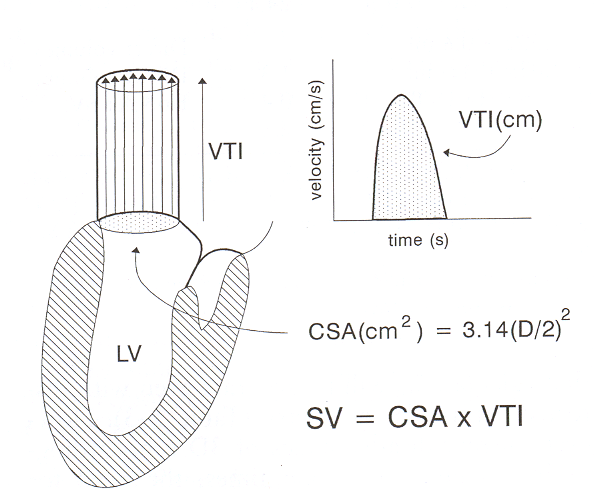 VTI
LV
velocity (cm/s)
VTI(cm)
time (s)
CSA(cm²) = 3.14(D/2)²
SV = CSA x VTI